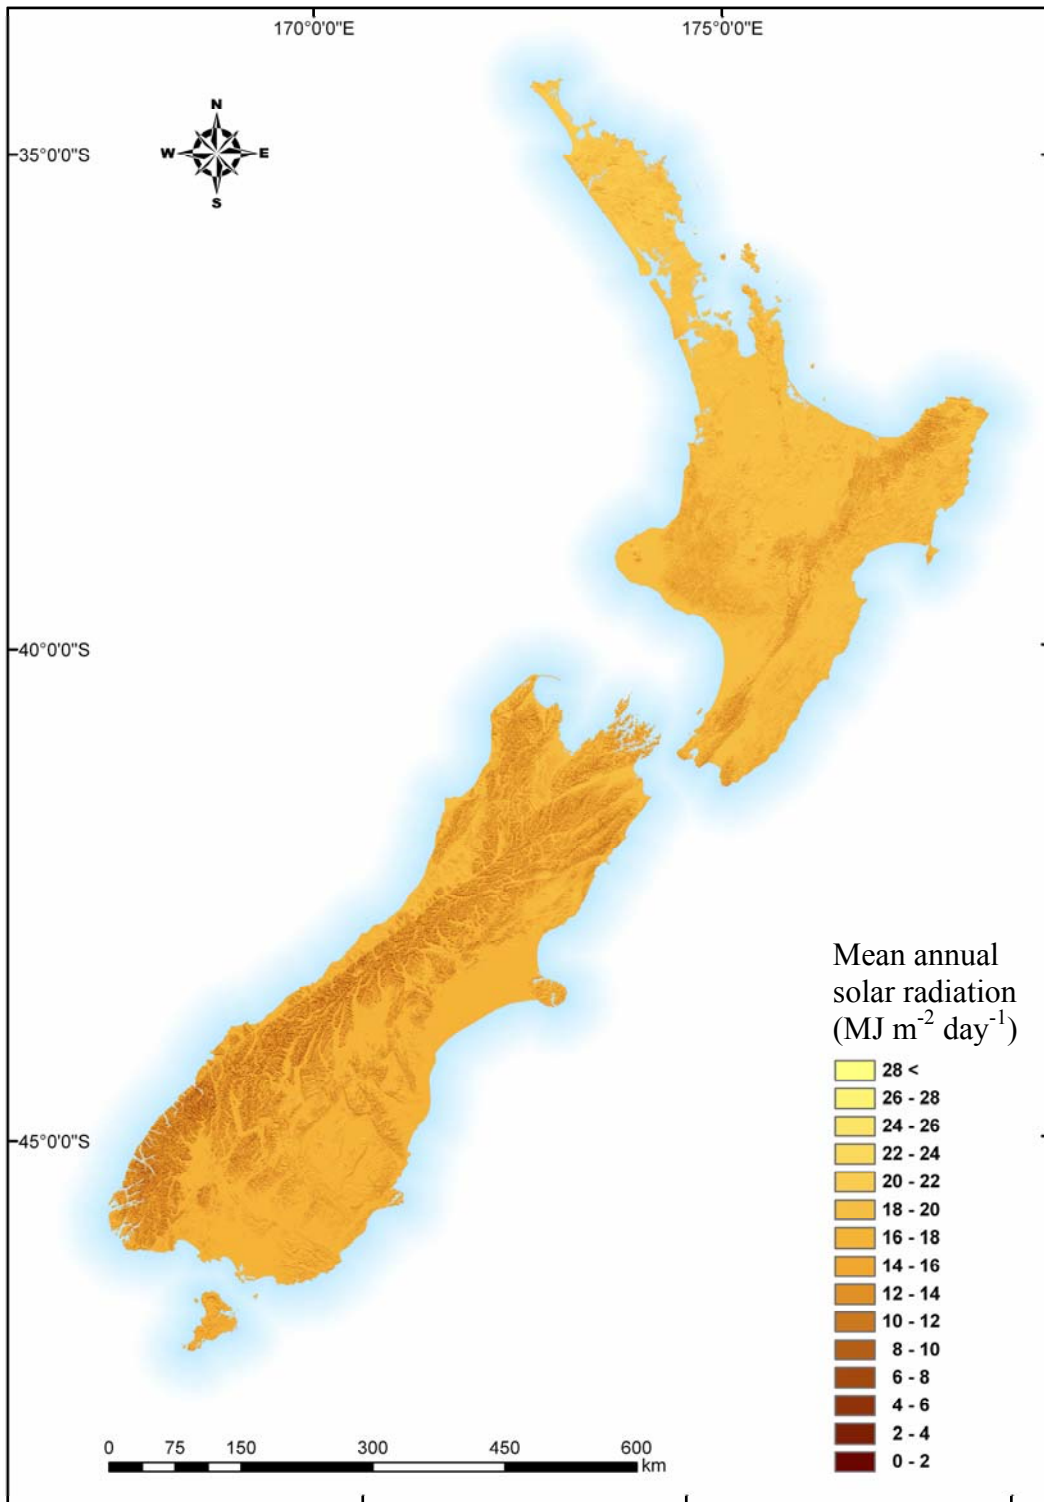 170°0'0"E
175°0'0"E
N
W
E
S
35°0'0"S
40°0'0"S
45°0'0"S
Mean annual
solar radiation
(MJ m⁻² day⁻¹)
28 <
26 - 28
24 - 26
22 - 24
20 - 22
18 - 20
16 - 18
14 - 16
12 - 14
10 - 12
8 - 10
6 - 8
4 - 6
2 - 4
0 - 2
0 75 150 300 450 600
km